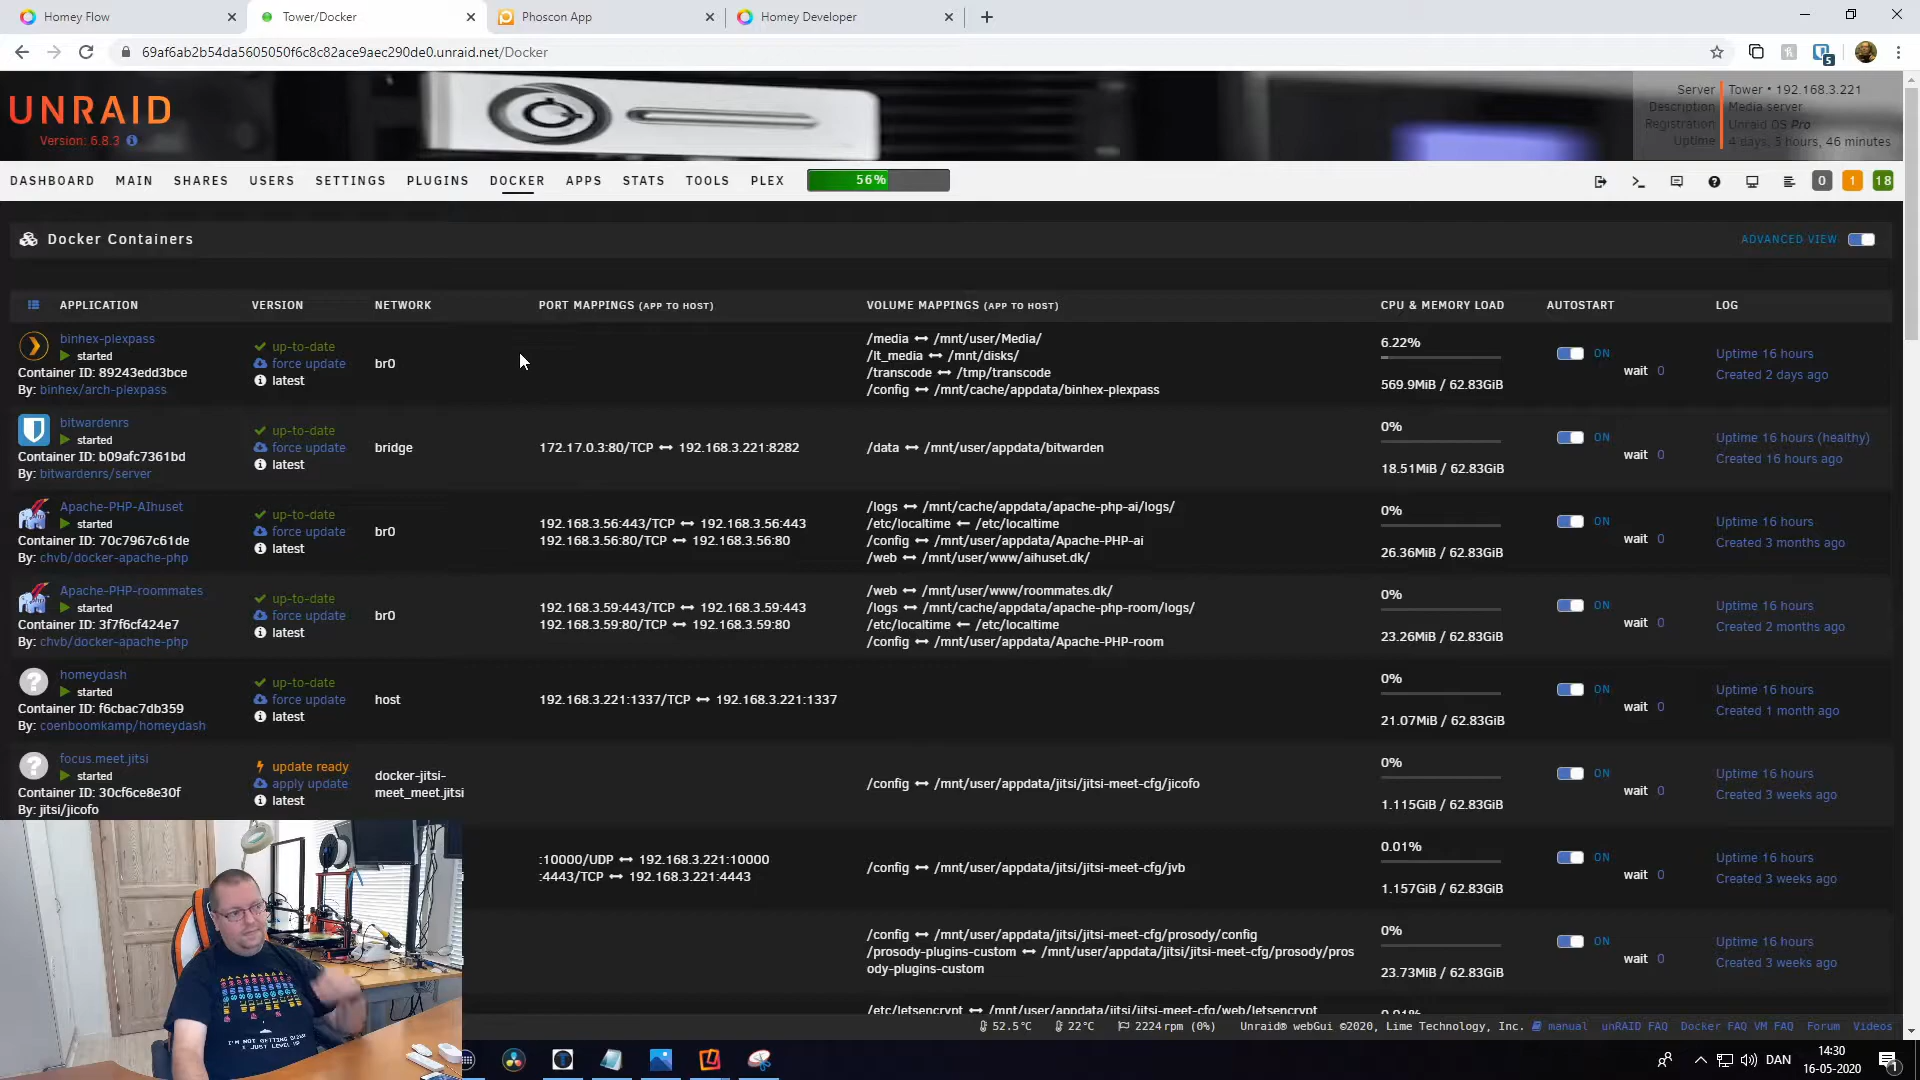 Homey Flow
Tower/Docker
Phoscon App
Homey Developer
69af6ab2b54da5605050f6c8c82ace9aec290de0.unraid.net/Docker
5
UNRAID
Version: 6.8.3
Server Tower • 192.168.3.221
Description Media server
Registration Unraid OS Pro
Uptime 4 days, 5 hours, 46 minutes
DASHBOARD MAIN SHARES USERS SETTINGS PLUGINS DOCKER APPS STATS TOOLS PLEX 56% 0 1 18
Docker Containers
ADVANCED VIEW
APPLICATION VERSION NETWORK PORT MAPPINGS (APP TO HOST) VOLUME MAPPINGS (APP TO HOST) CPU & MEMORY LOAD AUTOSTART LOG
binhex-plexpass
started
Container ID: 89243edd3bce
By: binhex/arch-plexpass
up-to-date
force update
latest
br0
/media ↔ /mnt/user/Media/
/lt_media ↔ /mnt/disks/
/transcode ↔ /tmp/transcode
/config ↔ /mnt/cache/appdata/binhex-plexpass
6.22%
569.9MiB / 62.83GiB
ON
wait 0
Uptime 16 hours
Created 2 days ago
bitwardenrs
started
Container ID: b09afc7361bd
By: bitwardenrs/server
up-to-date
force update
latest
bridge
172.17.0.3:80/TCP ↔ 192.168.3.221:8282
/data ↔ /mnt/user/appdata/bitwarden
0%
18.51MiB / 62.83GiB
ON
wait 0
Uptime 16 hours (healthy)
Created 16 hours ago
Apache-PHP-AIhuset
started
Container ID: 70c7967c61de
By: chvb/docker-apache-php
up-to-date
force update
latest
br0
192.168.3.56:443/TCP ↔ 192.168.3.56:443
192.168.3.56:80/TCP ↔ 192.168.3.56:80
/logs ↔ /mnt/cache/appdata/apache-php-ai/logs/
/etc/localtime ← /etc/localtime
/config ↔ /mnt/user/appdata/Apache-PHP-ai
/web ↔ /mnt/user/www/aihuset.dk/
0%
26.36MiB / 62.83GiB
ON
wait 0
Uptime 16 hours
Created 3 months ago
Apache-PHP-roommates
started
Container ID: 3f7f6cf424e7
By: chvb/docker-apache-php
up-to-date
force update
latest
br0
192.168.3.59:443/TCP ↔ 192.168.3.59:443
192.168.3.59:80/TCP ↔ 192.168.3.59:80
/web ↔ /mnt/user/www/roommates.dk/
/logs ↔ /mnt/cache/appdata/apache-php-room/logs/
/etc/localtime ← /etc/localtime
/config ↔ /mnt/user/appdata/Apache-PHP-room
0%
23.26MiB / 62.83GiB
ON
wait 0
Uptime 16 hours
Created 2 months ago
homeydash
started
Container ID: f6cbac7db359
By: coenboomkamp/homeydash
up-to-date
force update
latest
host
192.168.3.221:1337/TCP ↔ 192.168.3.221:1337
0%
21.07MiB / 62.83GiB
ON
wait 0
Uptime 16 hours
Created 1 month ago
focus.meet.jitsi
started
Container ID: 30cf6ce8e30f
By: jitsi/jicofo
update ready
apply update
latest
docker-jitsi-
meet_meet.jitsi
/config ↔ /mnt/user/appdata/jitsi/jitsi-meet-cfg/jicofo
0%
1.115GiB / 62.83GiB
ON
wait 0
Uptime 16 hours
Created 3 weeks ago
:10000/UDP ↔ 192.168.3.221:10000
:4443/TCP ↔ 192.168.3.221:4443
/config ↔ /mnt/user/appdata/jitsi/jitsi-meet-cfg/jvb
0.01%
1.157GiB / 62.83GiB
ON
wait 0
Uptime 16 hours
Created 3 weeks ago
/config ↔ /mnt/user/appdata/jitsi/jitsi-meet-cfg/prosody/config
/prosody-plugins-custom ↔ /mnt/user/appdata/jitsi/jitsi-meet-cfg/prosody/pros
ody-plugins-custom
0%
23.73MiB / 62.83GiB
ON
wait 0
Uptime 16 hours
Created 3 weeks ago
/etc/letsencrypt ↔ /mnt/user/appdata/jitsi/jitsi-meet-cfg/web/letsencrypt
0.01%
52.5°C 22°C 2224rpm (0%) Unraid® webGui ©2020, Lime Technology, Inc. manual unRAID FAQ Docker FAQ VM FAQ Forum Videos
I'M NOT GETTING OLDER
I JUST LEVEL UP
DAN
14:30
16-05-2020
1